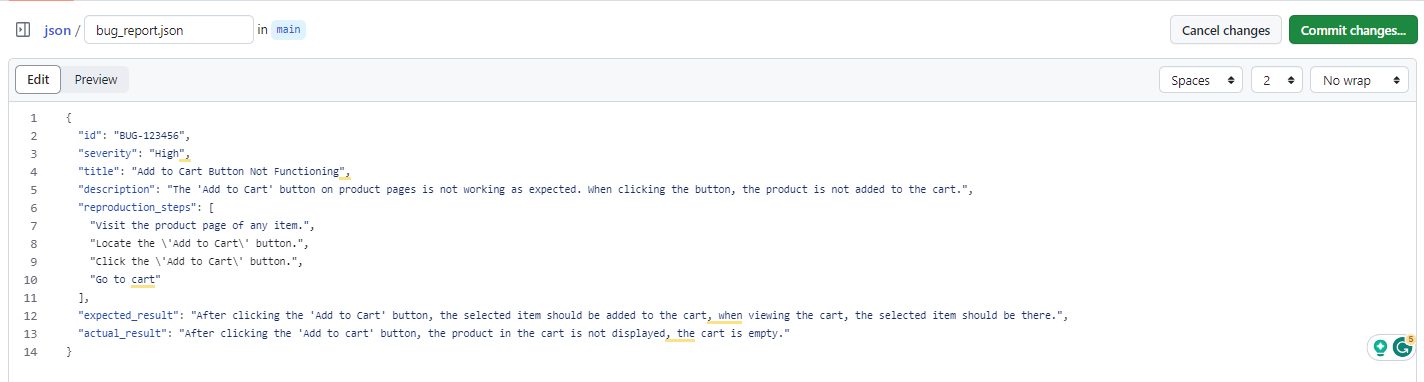 json / bug_report.json in main Cancel changes Commit changes...
Edit Preview Spaces 2 No wrap
1 {
2 "id": "BUG-123456",
3 "severity": "High",
4 "title": "Add to Cart Button Not Functioning",
5 "description": "The 'Add to Cart' button on product pages is not working as expected. When clicking the button, the product is not added to the cart.",
6 "reproduction_steps": [
7 "Visit the product page of any item.",
8 "Locate the \'Add to Cart\' button.",
9 "Click the \'Add to Cart\' button.",
10 "Go to cart"
11 ],
12 "expected_result": "After clicking the 'Add to Cart' button, the selected item should be added to the cart, when viewing the cart, the selected item should be there.",
13 "actual_result": "After clicking the 'Add to cart' button, the product in the cart is not displayed, the cart is empty."
14 }
5